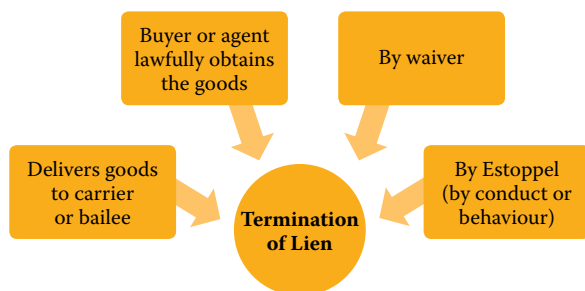 Buyer or agent
lawfully obtains
the goods
By waiver
Delivers goods
to carrier
or bailee
By Estoppel
(by conduct or
behaviour)
Termination
of Lien